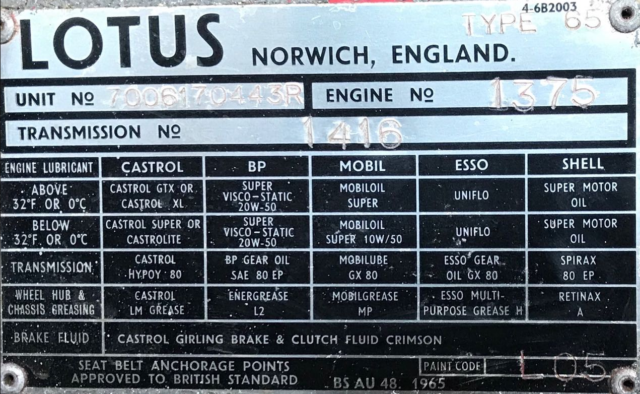 4-6B2003
LOTUS NORWICH, ENGLAND. TYPE 65
UNIT No 7006170443R ENGINE No 1375
TRANSMISSION No 1416
ENGINE LUBRICANT CASTROL BP MOBIL ESSO SHELL
ABOVE 32°F OR 0°C CASTROL GTX OR CASTROL XL SUPER VISCO-STATIC 20W-50 MOBILOIL SUPER UNIFLO SUPER MOTOR OIL
BELOW 32°F OR 0°C CASTROL SUPER OR CASTROLITE SUPER VISCO-STATIC 20W-50 MOBILOIL SUPER 10W/50 UNIFLO SUPER MOTOR OIL
TRANSMISSION CASTROL HYPOY 80 BP GEAR OIL SAE 80 EP MOBILUBE GX 80 ESSO GEAR OIL GX 80 SPIRAX 80 EP
WHEEL HUB & CHASSIS GREASING CASTROL LM GREASE ENERGREASE L2 MOBILGREASE MP ESSO MULTI-PURPOSE GREASE H RETINAX A
BRAKE FLUID CASTROL GIRLING BRAKE & CLUTCH FLUID CRIMSON
SEAT BELT ANCHORAGE POINTS PAINT CODE L05
APPROVED TO BRITISH STANDARD BS AU 48. 1965